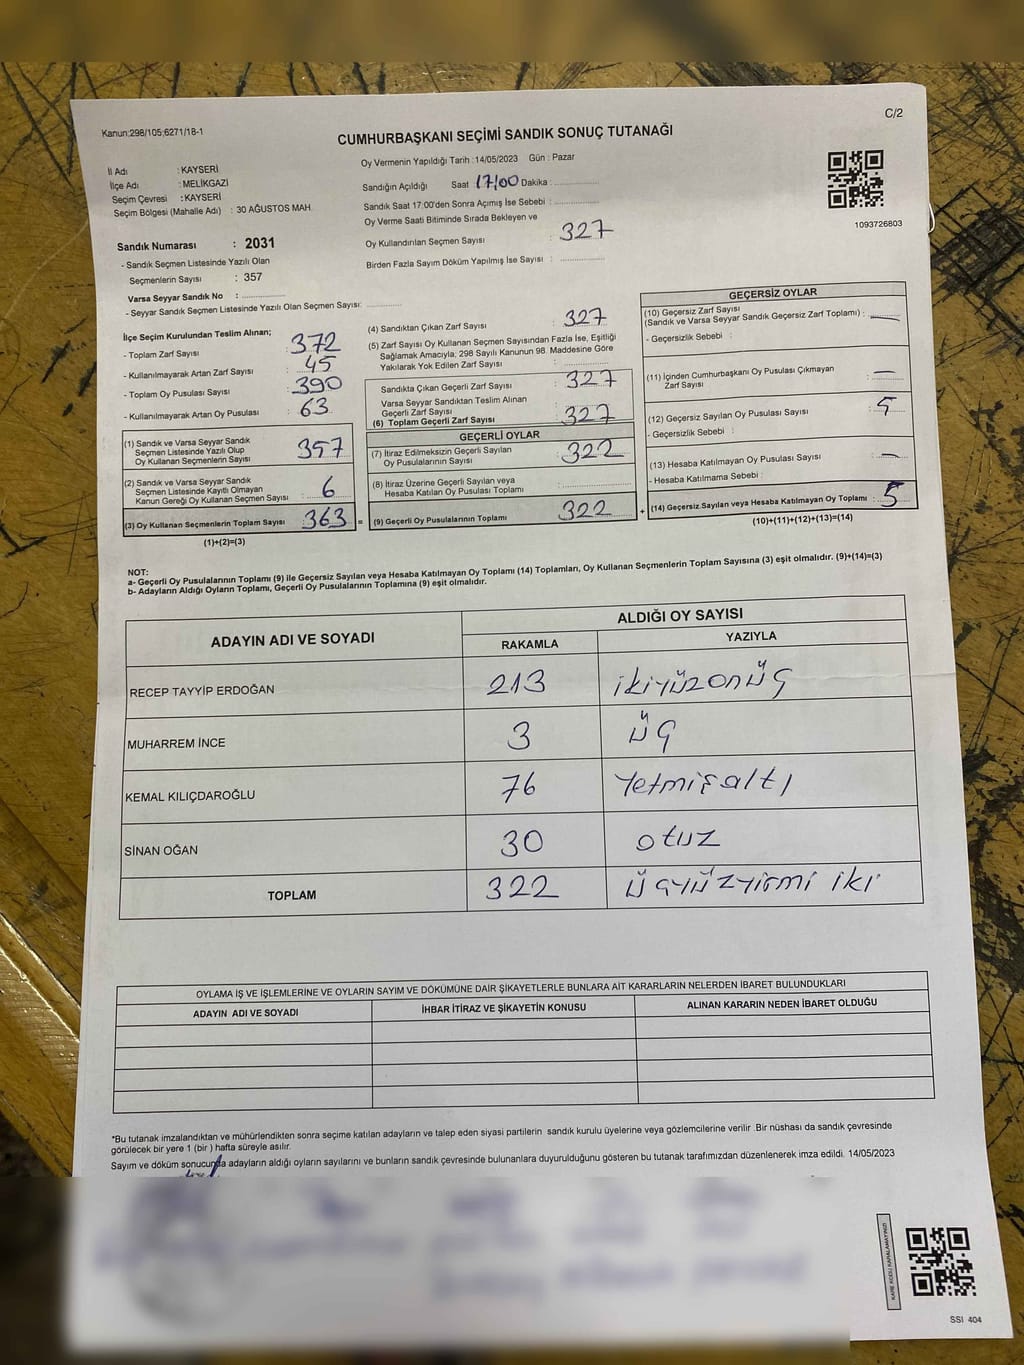 Kanun:298/105;6271/18-1
C/2
CUMHURBAŞKANI SEÇİMİ SANDIK SONUÇ TUTANAĞI
İl Adı : KAYSERİ
İlçe Adı : MELİKGAZİ
Seçim Çevresi : KAYSERİ
Seçim Bölgesi (Mahalle Adı) : 30 AĞUSTOS MAH.
Sandık Numarası : 2031
- Sandık Seçmen Listesinde Yazılı Olan
Seçmenlerin Sayısı : 357
Varsa Seyyar Sandık No : ................
- Seyyar Sandık Seçmen Listesinde Yazılı Olan Seçmen Sayısı: ............
Oy Vermenin Yapıldığı Tarih : 14/05/2023 Gün : Pazar
Sandığın Açıldığı Saat 17:00 Dakika : ................
Sandık Saat 17:00'den Sonra Açımış İse Sebebi : ................
Oy Verme Saati Bitiminde Sırada Bekleyen ve
Oy Kullandırılan Seçmen Sayısı : 327
Birden Fazla Sayım Döküm Yapılmış İse Sayısı : ................
1093726803
İlçe Seçim Kurulundan Teslim Alınan;
- Toplam Zarf Sayısı : 372
- Kullanılmayarak Artan Zarf Sayısı : 45
- Toplam Oy Pusulası Sayısı : 390
- Kullanılmayarak Artan Oy Pusulası : 63
(1) Sandık ve Varsa Seyyar Sandık
Seçmen Listesinde Yazılı Olup
Oy Kullanan Seçmenlerin Sayısı : 357
(2) Sandık ve Varsa Seyyar Sandık
Seçmen Listesinde Kayıtlı Olmayan
Kanun Gereği Oy Kullanan Seçmen Sayısı : 6
(3) Oy Kullanan Seçmenlerin Toplam Sayısı : 363 =
(1)+(2)=(3)
(4) Sandıktan Çıkan Zarf Sayısı : 327
(5) Zarf Sayısı Oy Kullanan Seçmen Sayısından Fazla İse, Eşitliği
Sağlamak Amacıyla, 298 Sayılı Kanunun 98. Maddesine Göre
Yakılarak Yok Edilen Zarf Sayısı : ................
Sandıkta Çıkan Geçerli Zarf Sayısı : 327
Varsa Seyyar Sandıktan Teslim Alınan
Geçerli Zarf Sayısı :
(6) Toplam Geçerli Zarf Sayısı : 327
GEÇERLİ OYLAR
(7) İtiraz Edilmeksizin Geçerli Sayılan
Oy Pusulalarının Sayısı : 322
(8) İtiraz Üzerine Geçerli Sayılan veya
Hesaba Katılan Oy Pusulası Toplamı : ................
(9) Geçerli Oy Pusulalarının Toplamı : 322 +
GEÇERSİZ OYLAR
(10) Geçersiz Zarf Sayısı
(Sandık ve Varsa Seyyar Sandık Geçersiz Zarf Toplamı) : —
- Geçersizlik Sebebi :
(11) İçinden Cumhurbaşkanı Oy Pusulası Çıkmayan
Zarf Sayısı : —
(12) Geçersiz Sayılan Oy Pusulası Sayısı : 5
- Geçersizlik Sebebi :
(13) Hesaba Katılmayan Oy Pusulası Sayısı : —
- Hesaba Katılmama Sebebi :
(14) Geçersiz Sayılan veya Hesaba Katılmayan Oy Toplamı : 5
(10)+(11)+(12)+(13)=(14)
NOT:
a- Geçerli Oy Pusulalarının Toplamı (9) ile Geçersiz Sayılan veya Hesaba Katılmayan Oy Toplamı (14) Toplamları, Oy Kullanan Seçmenlerin Toplam Sayısına (3) eşit olmalıdır. (9)+(14)=(3)
b- Adayların Aldığı Oyların Toplamı, Geçerli Oy Pusulalarının Toplamına (9) eşit olmalıdır.
ADAYIN ADI VE SOYADI ALDIĞI OY SAYISI
RAKAMLA YAZIYLA
RECEP TAYYİP ERDOĞAN 213 ikiyüzonüç
MUHARREM İNCE 3 üç
KEMAL KILIÇDAROĞLU 76 Yetmişaltı
SİNAN OĞAN 30 otuz
TOPLAM 322 üçyüzyirmi iki
OYLAMA İŞ VE İŞLEMLERİNE VE OYLARIN SAYIM VE DÖKÜMÜNE DAİR ŞİKAYETLERLE BUNLARA AİT KARARLARIN NELERDEN İBARET BULUNDUKLARI
ADAYIN ADI VE SOYADI İHBAR İTİRAZ VE ŞİKAYETİN KONUSU ALINAN KARARIN NEDEN İBARET OLDUĞU
*Bu tutanak imzalandıktan ve mühürlendikten sonra seçime katılan adayların ve talep eden siyasi partilerin sandık kurulu üyelerine veya gözlemcilerine verilir .Bir nüshası da sandık çevresinde
görülecek bir yere 1 (bir ) hafta süreyle asılır.
Sayım ve döküm sonucunda adayların aldığı oyların sayılarını ve bunların sandık çevresinde bulunanlara duyurulduğunu gösteren bu tutanak tarafımızdan düzenlenerek imza edildi. 14/05/2023
KARE KODU KARALAMAYINIZ!
SSI 404